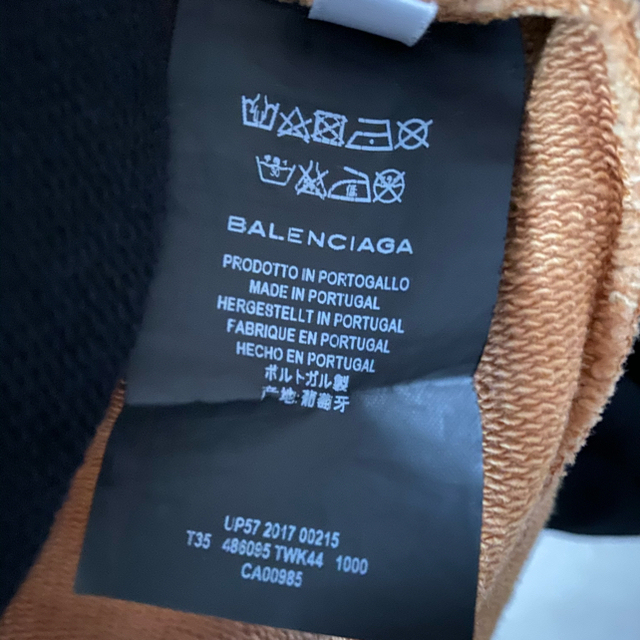 BALENCIAGA
PRODOTTO IN PORTOGALLO
MADE IN PORTUGAL
HERGESTELLT IN PORTUGAL
FABRIQUE EN PORTUGAL
HECHO EN PORTUGAL
ポルトガル製
产地:葡萄牙
UP57 2017 00215
T35 486095 TWK44 1000
CA00985